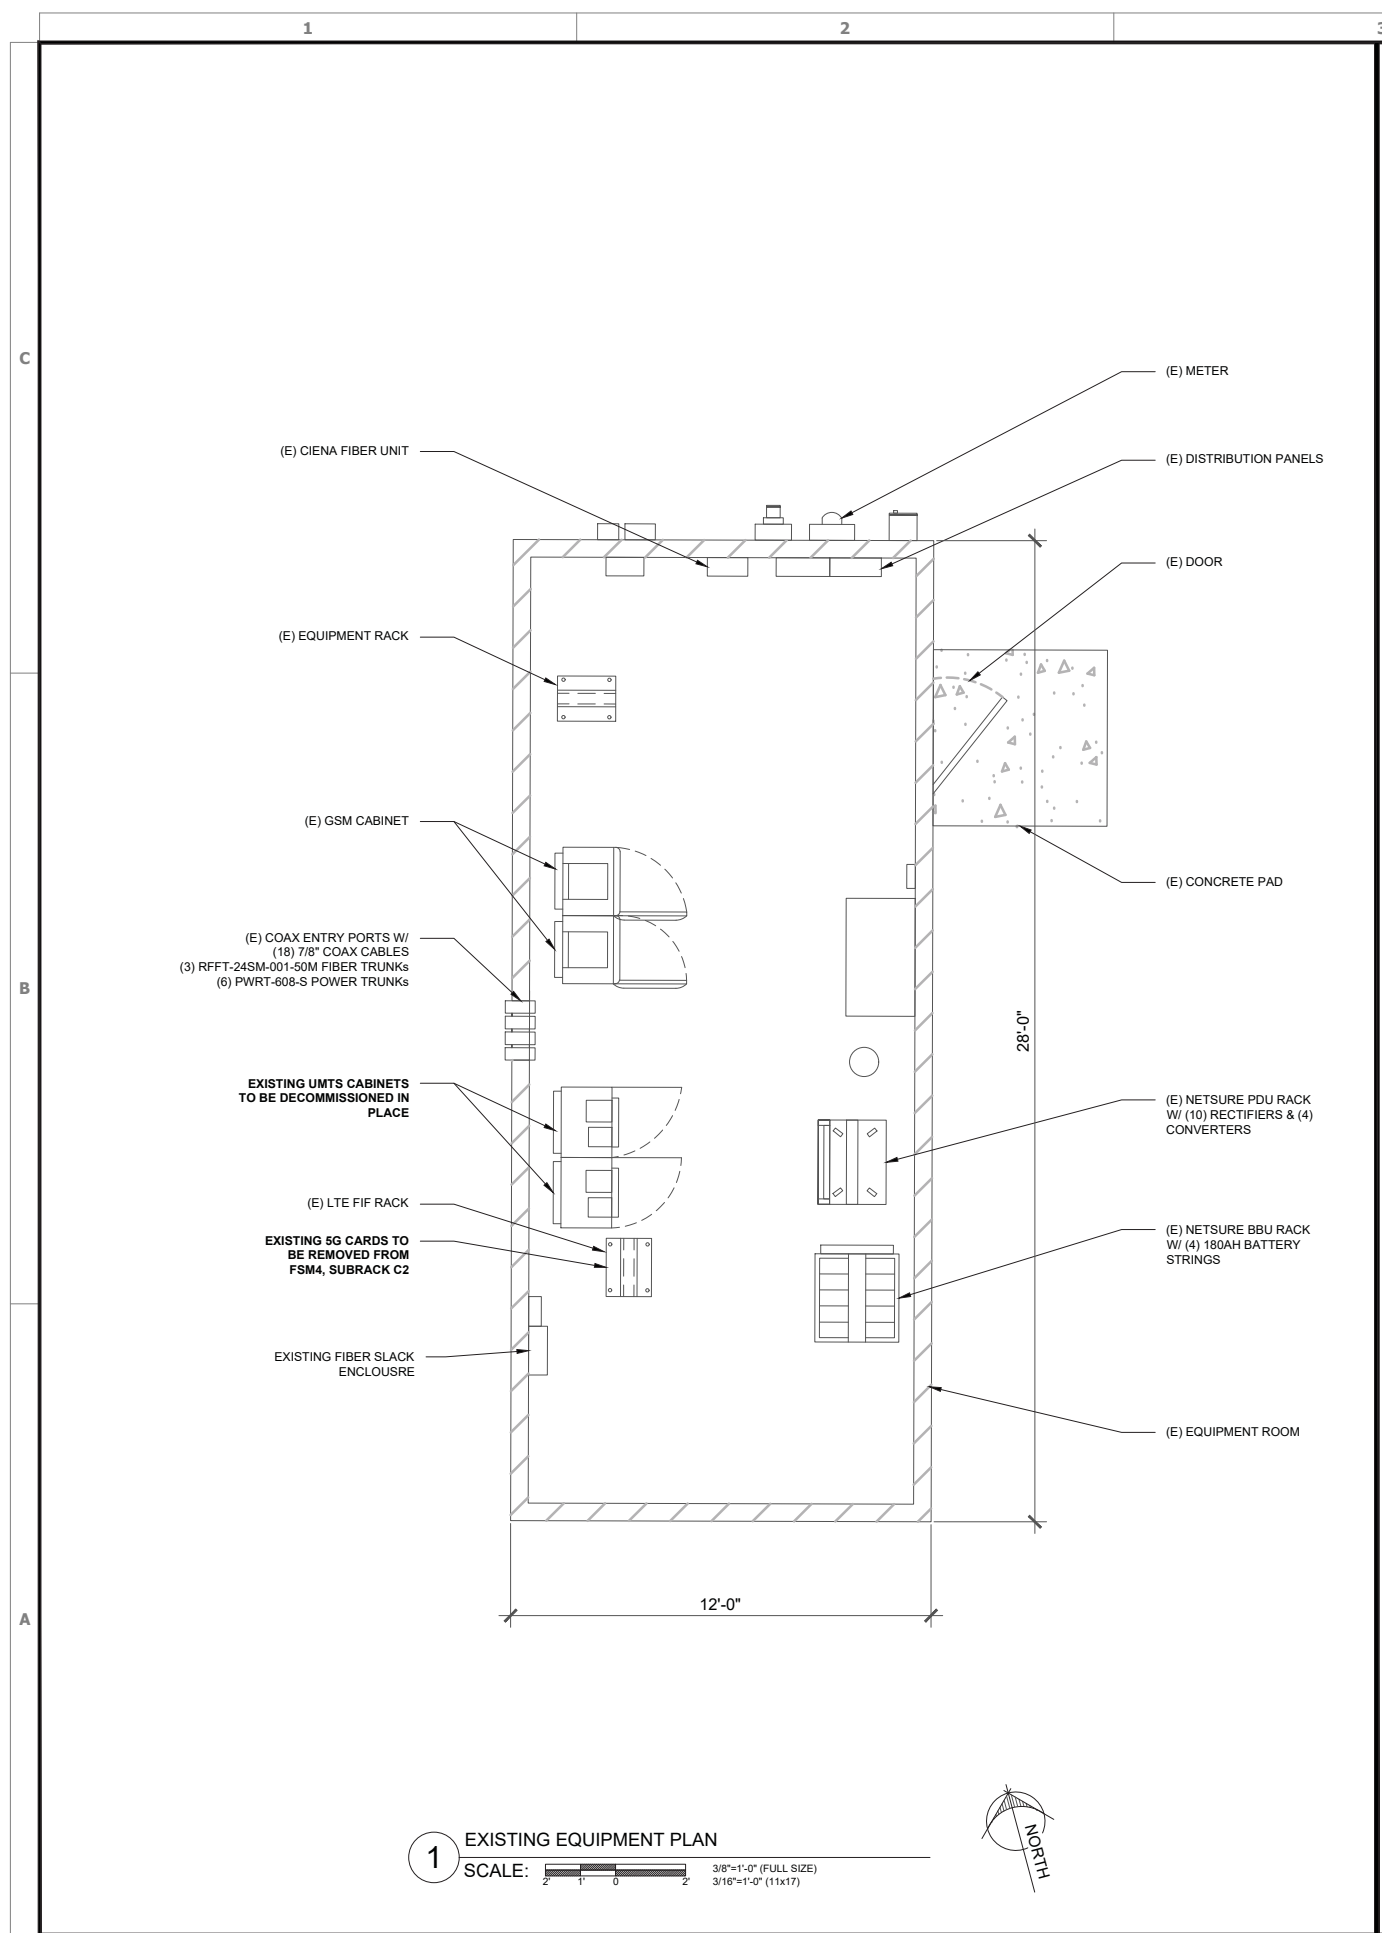 1
2
3
C
B
A
(E) METER
(E) CIENA FIBER UNIT
(E) DISTRIBUTION PANELS
(E) DOOR
(E) EQUIPMENT RACK
(E) GSM CABINET
(E) CONCRETE PAD
(E) COAX ENTRY PORTS W/
(18) 7/8" COAX CABLES
(3) RFFT-24SM-001-50M FIBER TRUNKs
(6) PWRT-608-S POWER TRUNKs
28'-0"
EXISTING UMTS CABINETS
TO BE DECOMMISSIONED IN
PLACE
(E) NETSURE PDU RACK
W/ (10) RECTIFIERS & (4)
CONVERTERS
(E) LTE FIF RACK
EXISTING 5G CARDS TO
BE REMOVED FROM
FSM4, SUBRACK C2
(E) NETSURE BBU RACK
W/ (4) 180AH BATTERY
STRINGS
EXISTING FIBER SLACK
ENCLOUSRE
(E) EQUIPMENT ROOM
12'-0"
1
EXISTING EQUIPMENT PLAN
SCALE:
2' 1' 0 2'
3/8"=1'-0" (FULL SIZE)
3/16"=1'-0" (11x17)
NORTH